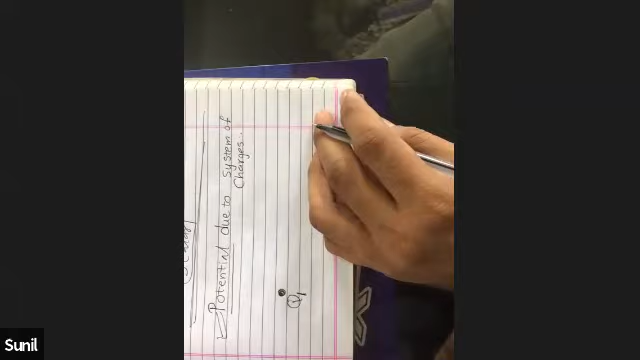 Potential due to system of
Charges..
Q1
Sunil